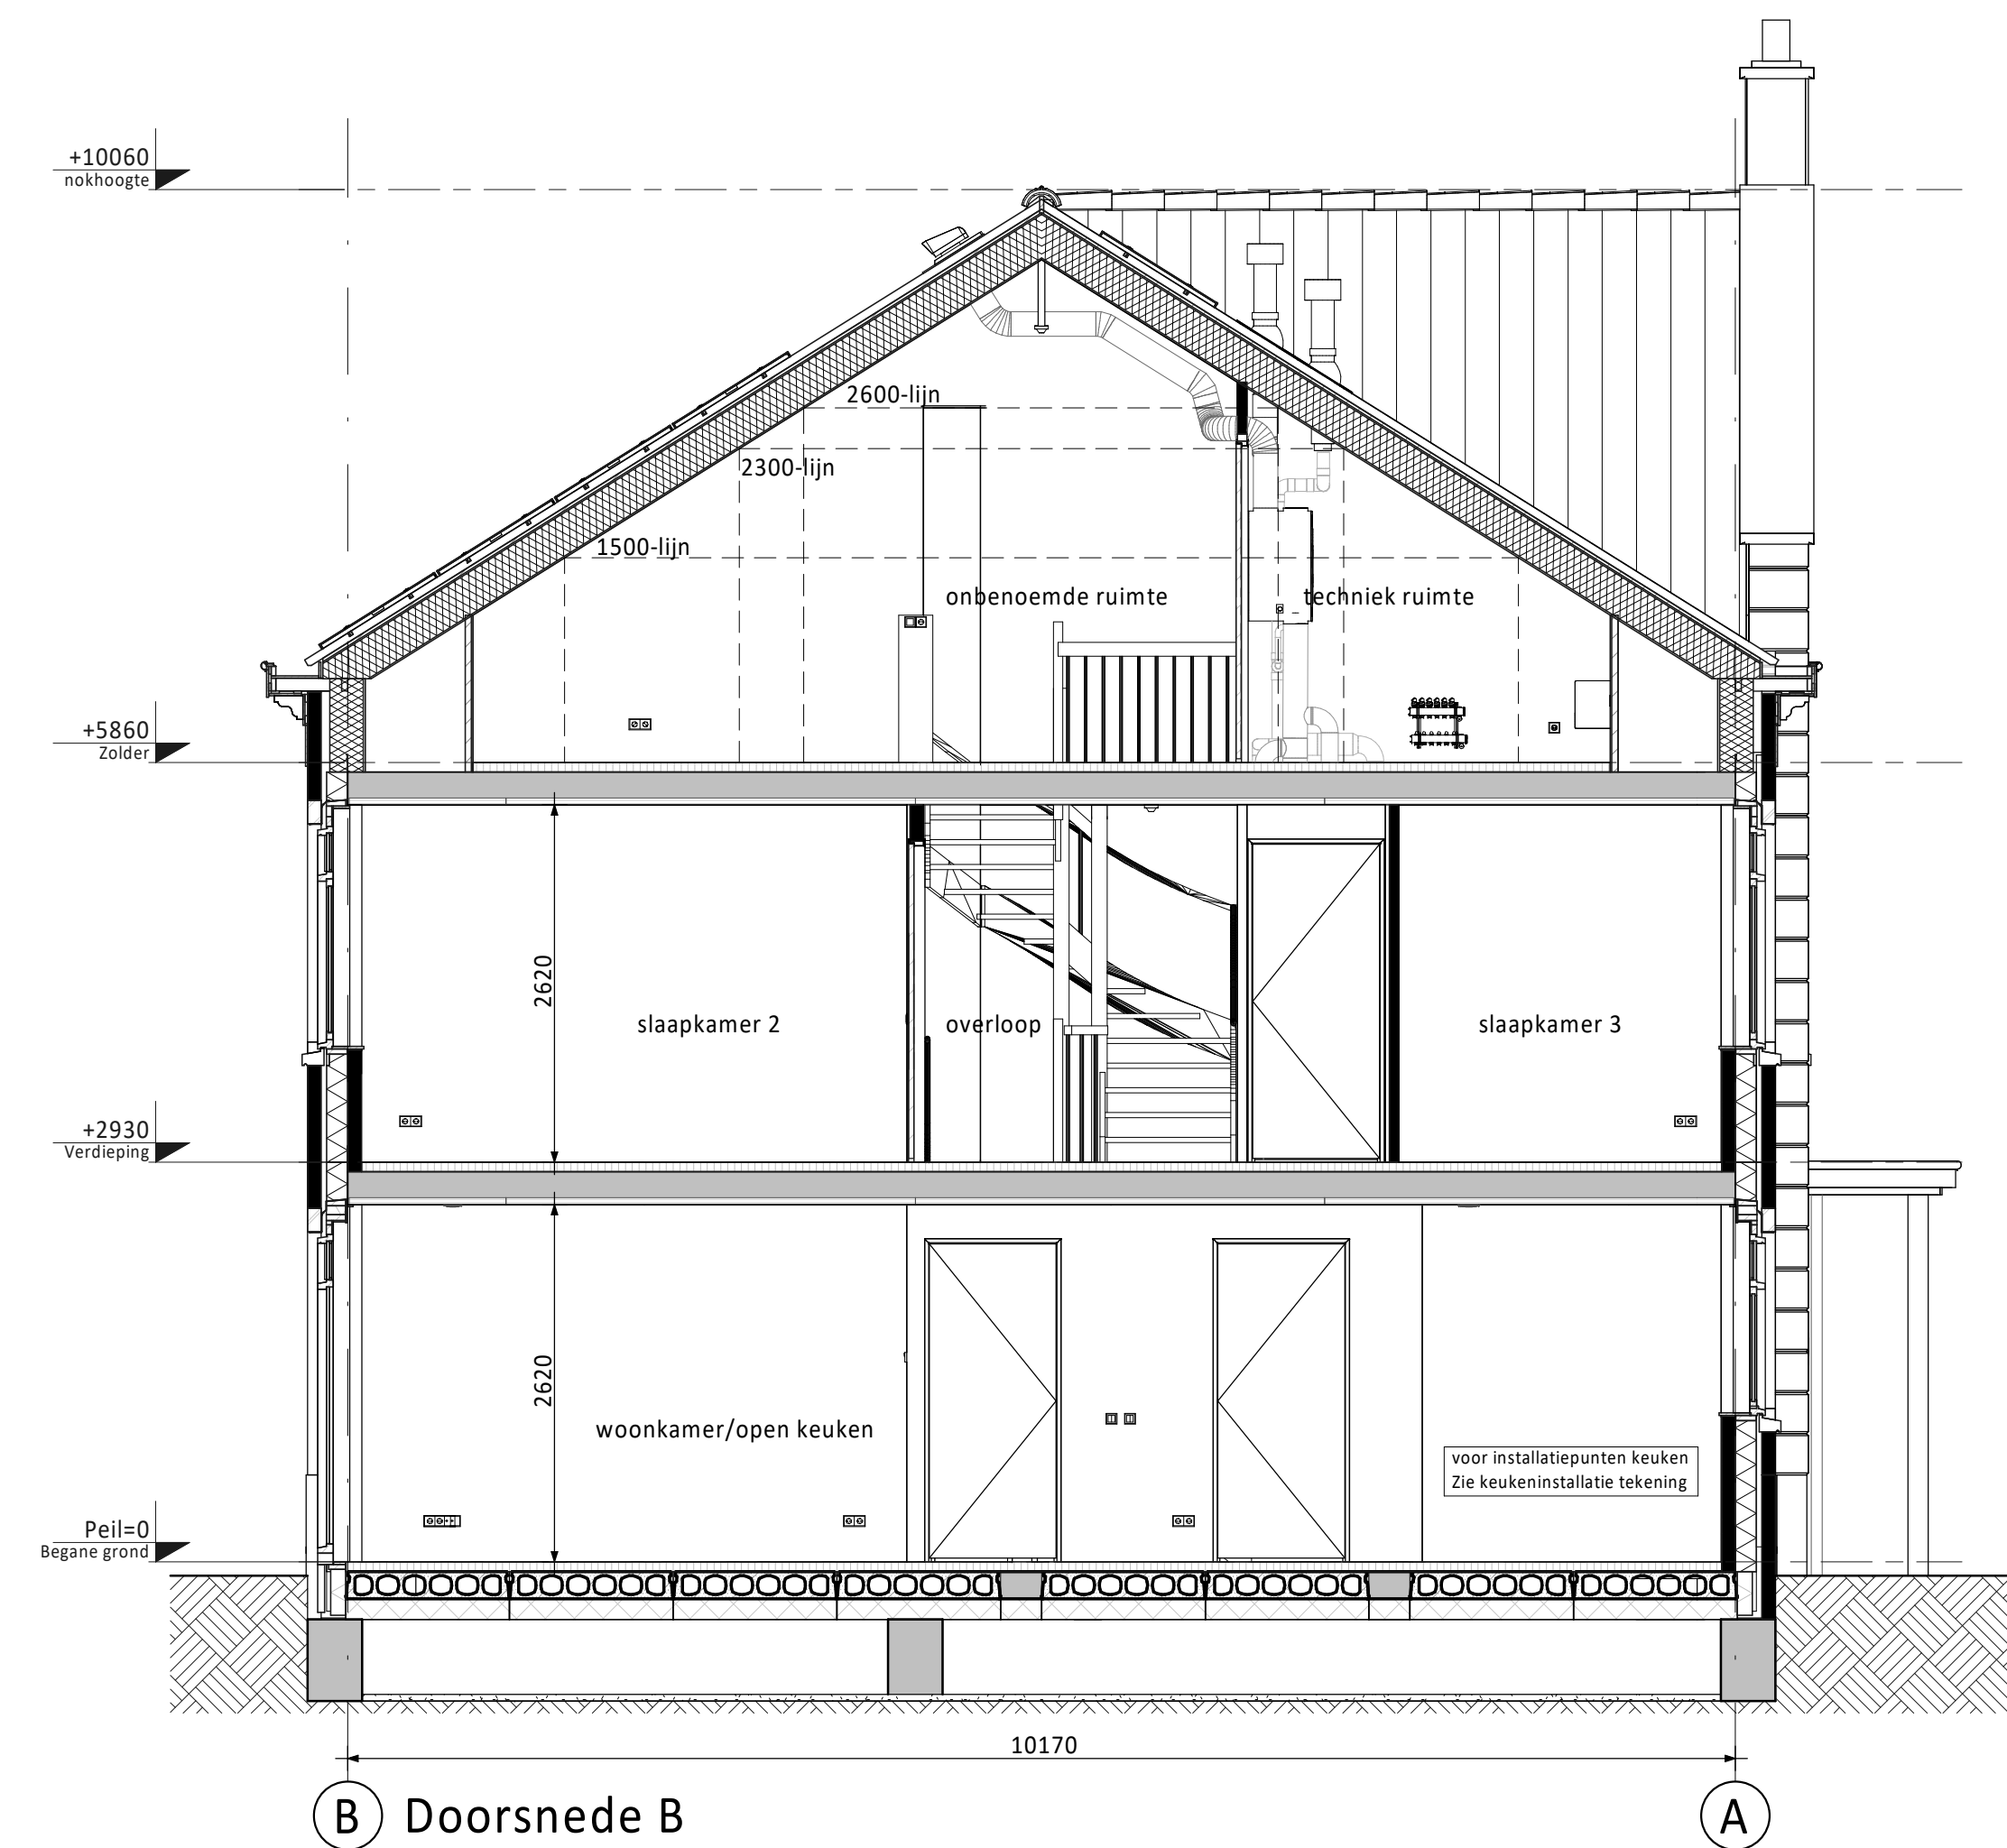 +10060
nokhoogte
2600-lijn
2300-lijn
1500-lijn
onbenoemde ruimte
techniek ruimte
+5860
Zolder
2620
slaapkamer 2
overloop
slaapkamer 3
+2930
Verdieping
2620
woonkamer/open keuken
voor installatiepunten keuken
Zie keukeninstallatie tekening
Peil=0
Begane grond
10170
B
Doorsnede B
A